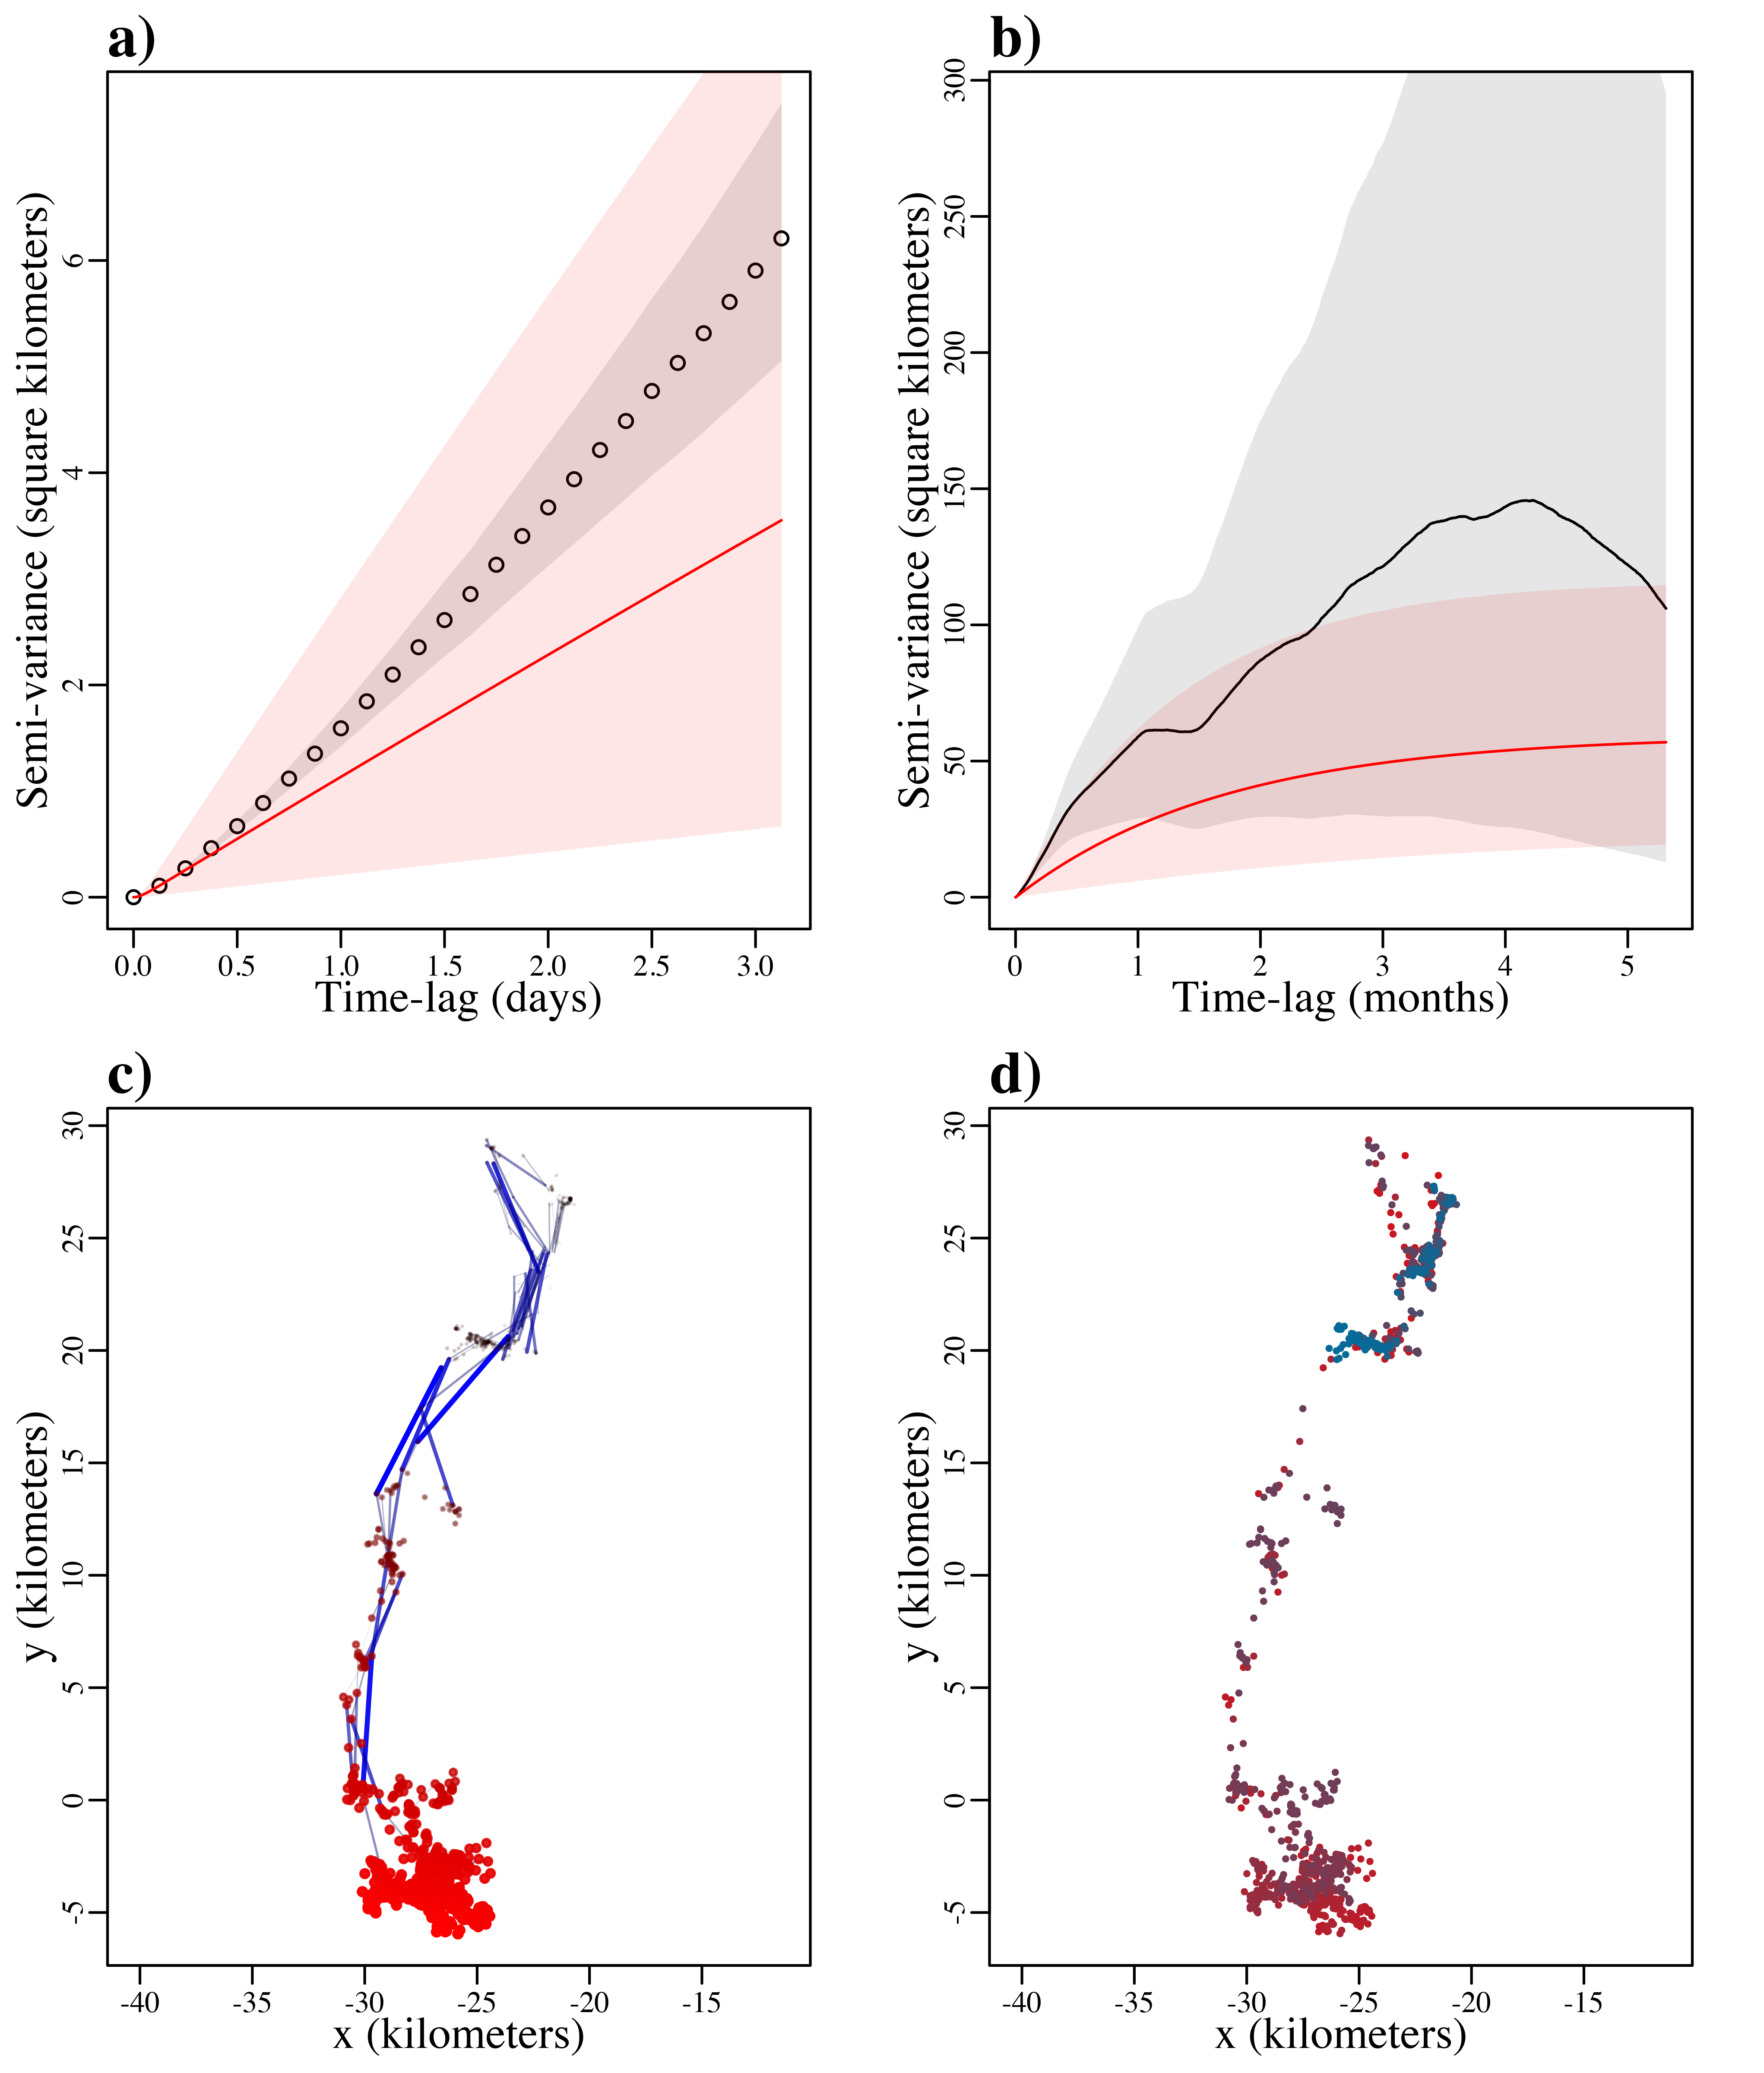 a)
Semi-variance (square kilometers)
6
4
2
0
0.0 0.5 1.0 1.5 2.0 2.5 3.0
Time-lag (days)
b)
Semi-variance (square kilometers)
300
250
200
150
100
50
0
0 1 2 3 4 5
Time-lag (months)
c)
y (kilometers)
30
25
20
15
10
5
0
-5
-40 -35 -30 -25 -20 -15
x (kilometers)
d)
y (kilometers)
30
25
20
15
10
5
0
-5
-40 -35 -30 -25 -20 -15
x (kilometers)